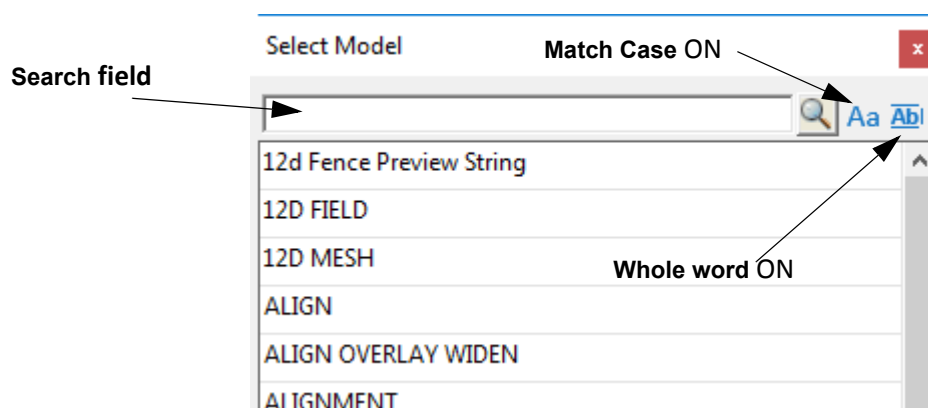 Select Model
Match Case ON
x
Search field
Aa Abl
12d Fence Preview String
12D FIELD
12D MESH
Whole word ON
ALIGN
ALIGN OVERLAY WIDEN
ALIGNMENT